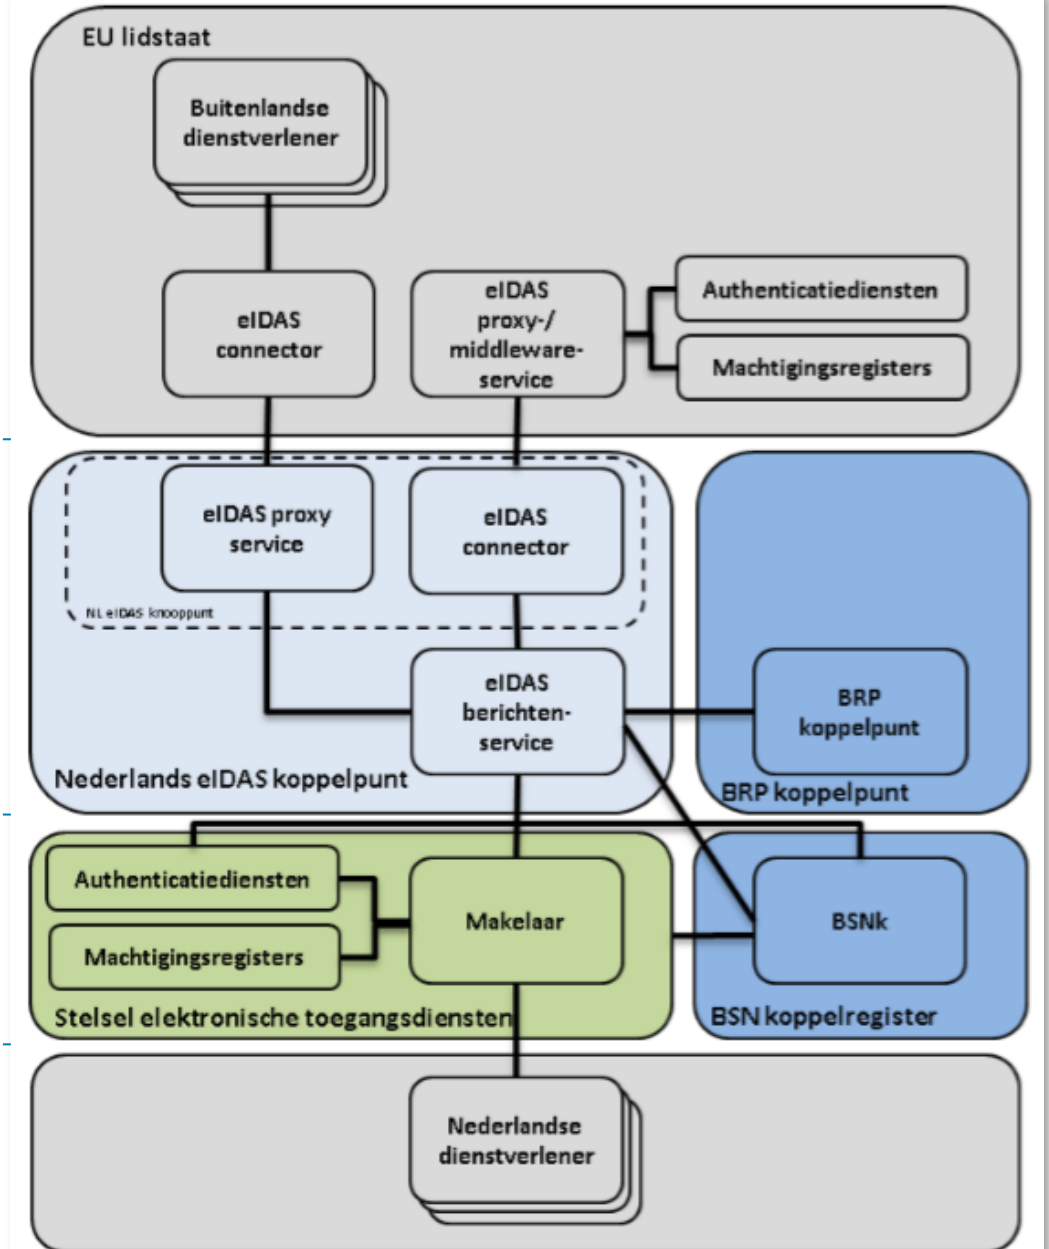 EU lidstaat
Buitenlandse
dienstverlener
eIDAS
connector
eIDAS
proxy-/
middleware-
service
Authenticatiediensten
Machtigingsregisters
eIDAS proxy
service
eIDAS
connector
NL eIDAS knooppunt
eIDAS
berichten-
service
BRP
koppelpunt
Nederlands eIDAS koppelpunt
BRP koppelpunt
Authenticatiediensten
Machtigingsregisters
Makelaar
BSNk
Stelsel elektronische toegangsdiensten
BSN koppelregister
Nederlandse
dienstverlener